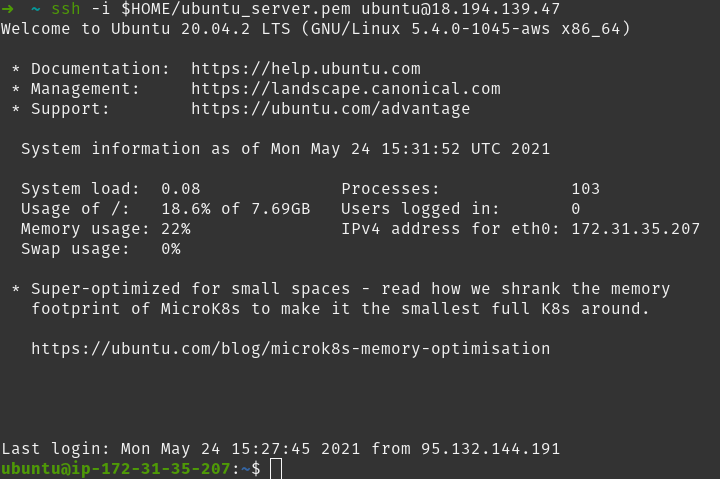 ➜  ~ ssh -i $HOME/ubuntu_server.pem ubuntu@18.194.139.47
Welcome to Ubuntu 20.04.2 LTS (GNU/Linux 5.4.0-1045-aws x86_64)

 * Documentation:  https://help.ubuntu.com
 * Management:     https://landscape.canonical.com
 * Support:        https://ubuntu.com/advantage

  System information as of Mon May 24 15:31:52 UTC 2021

  System load:  0.08              Processes:             103
  Usage of /:   18.6% of 7.69GB   Users logged in:       0
  Memory usage: 22%               IPv4 address for eth0: 172.31.35.207
  Swap usage:   0%

 * Super-optimized for small spaces - read how we shrank the memory
   footprint of MicroK8s to make it the smallest full K8s around.

   https://ubuntu.com/blog/microk8s-memory-optimisation

Last login: Mon May 24 15:27:45 2021 from 95.132.144.191
ubuntu@ip-172-31-35-207:~$